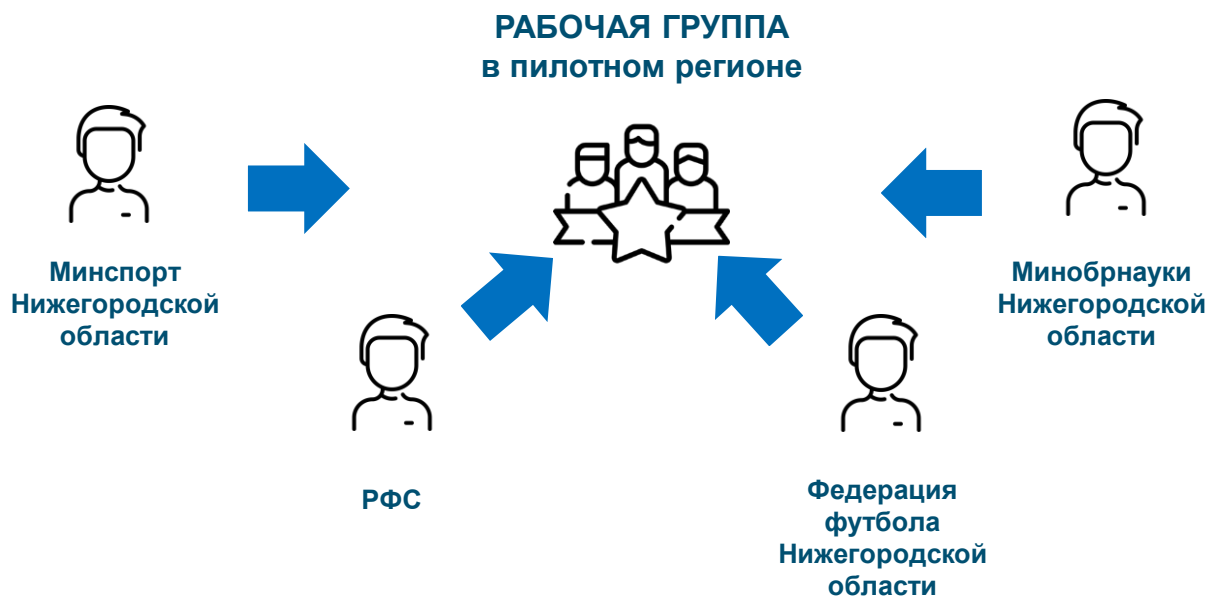 РАБОЧАЯ ГРУППА
в пилотном регионе
Минспорт
Нижегородской
области
Минобрнауки
Нижегородской
области
РФС
Федерация
футбола
Нижегородской
области